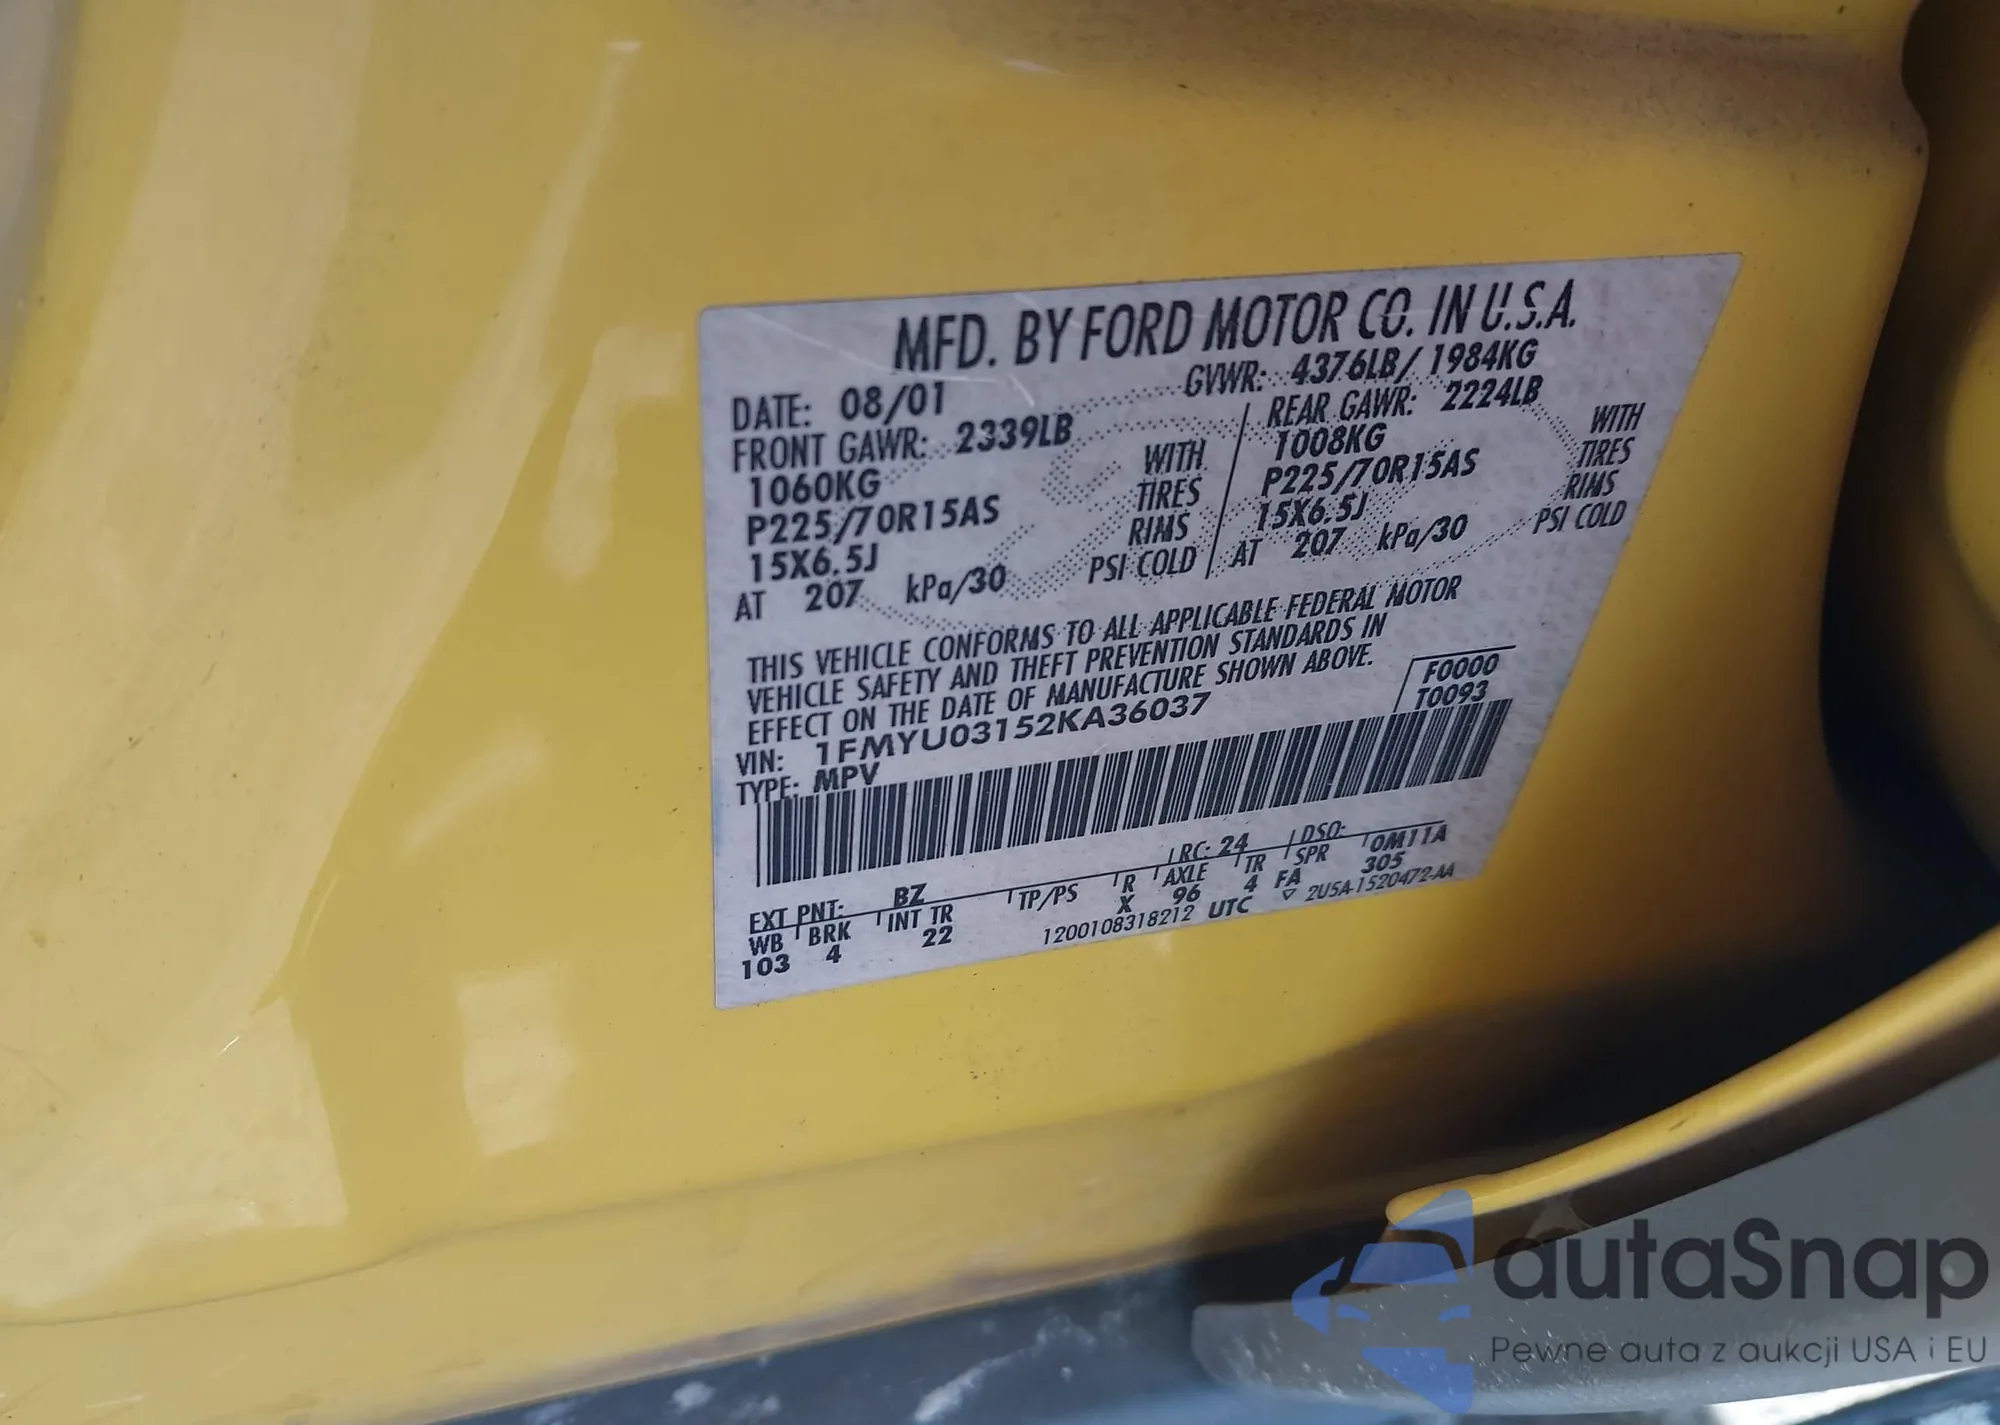 MFD. BY FORD MOTOR CO. IN U.S.A.
DATE: 08/01 GVWR: 4376LB/ 1984KG
FRONT GAWR: 2339LB REAR GAWR: 2224LB
1060KG WITH 1008KG WITH
P225/70R15AS TIRES P225/70R15AS TIRES
15X6.5J RIMS 15X6.5J RIMS
AT 207 kPa/30 PSI COLD AT 207 kPa/30 PSI COLD
THIS VEHICLE CONFORMS TO ALL APPLICABLE FEDERAL MOTOR
VEHICLE SAFETY AND THEFT PREVENTION STANDARDS IN
EFFECT ON THE DATE OF MANUFACTURE SHOWN ABOVE.
F0000
T0093
VIN: 1FMYU03152KA36037
TYPE: MPV
EXT PNT: BZ RC: 24 DSO:
WB BRK INT TR TP/PS R AXLE TR SPR 0M11A
103 4 22 X 96 4 FA 305
1200108318212 UTC 2U5A-1520472-AA
autaSnap
Pewne auta z aukcji USA i EU